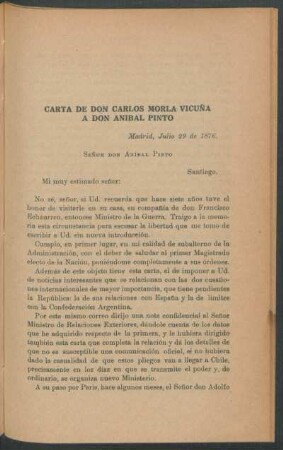 CARTA DE DON CARLOS MORLA VICUÑA
A DON ANIBAL PINTO
Madrid, Julio 29 de 1876.
SEÑOR DON ANIBAL PINTO
Santiago.
Mi muy estimado señor:
No sé, señor, si Ud. recuerda que hace siete años tuve el
honor de visitarlo en su casa, en compañía de don Francisco
Echaurren, entonces Ministro de la Guerra. Traigo a la memo-
ria esta circunstancia para escusar la libertad que me tomo de
escribir a Ud. sin nueva introducción.
Cumplo, en primer lugar, en mi calidad de subalterno de la
Administración, con el deber de saludar al primer Magistrado
electo de la Nación, poniéndome completamente a sus órdenes.
Además de este objeto tiene esta carta, el de imponer a Ud.
de noticias interesantes que se relacionan con las dos cuestio-
nes internacionales de mayor importancia, que tiene pendientes
la República: la de sus relaciones con España y la de límites
con la Confederación Argentina.
Por este mismo correo dirijo una nota confidencial al Señor
Ministro de Relaciones Exteriores, dándole cuenta de los datos
que he adquirido respecto de la primera, y le hubiera dirigido
también esta carta que completa la relación y dá los detalles de
que no es susceptible una comunicación oficial, si no hubiera
dado la casualidad de que estos pliegos van a llegar a Chile,
precisamente en los días en que se transmite el poder y, de
ordinario, se organiza nuevo Ministerio.
A su paso por París, hace algunos meses, el Señor don Adolfo